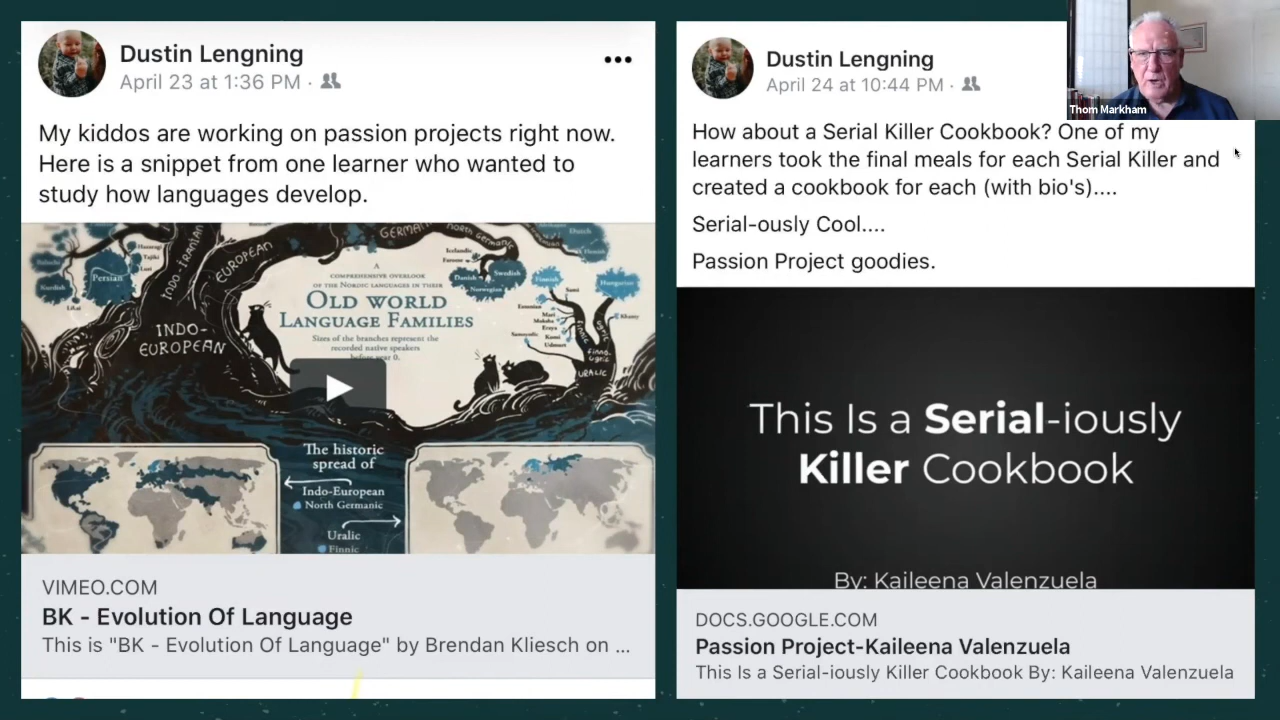 Dustin Lengning
April 23 at 1:36 PM ·
My kiddos are working on passion projects right now.
Here is a snippet from one learner who wanted to
study how languages develop.
GERMANIC
NORTH GERMANIC
EUROPEAN
INDO-IRANIAN
INDO-
EUROPEAN
Persian
Kurdish
Tajiki
Luri
Icelandic
Faroese
Danish
Swedish
Norwegian
Dutch
Finnish
Sami
Estonian
Mari
Moksha
Erzya
Komi
Udmurt
Hungarian
Khanty
FINNO-
UGRIC
UGRIC
URALIC
A
COMPREHENSIVE OVERLOOK
OF THE NORDIC LANGUAGES IN THEIR
OLD WORLD
LANGUAGE FAMILIES
Sizes of the branches represent the
recorded native speakers
before year 0.
The historic
spread of
Indo-European
North Germanic
Uralic
Finnic
VIMEO.COM
BK - Evolution Of Language
This is "BK - Evolution Of Language" by Brendan Kliesch on ...
Dustin Lengning
April 24 at 10:44 PM ·
Thom Markham
How about a Serial Killer Cookbook? One of my
learners took the final meals for each Serial Killer and
created a cookbook for each (with bio's)....
Serial-ously Cool....
Passion Project goodies.
This Is a Serial-iously
Killer Cookbook
By: Kaileena Valenzuela
DOCS.GOOGLE.COM
Passion Project-Kaileena Valenzuela
This Is a Serial-iously Killer Cookbook By: Kaileena Valenzuela